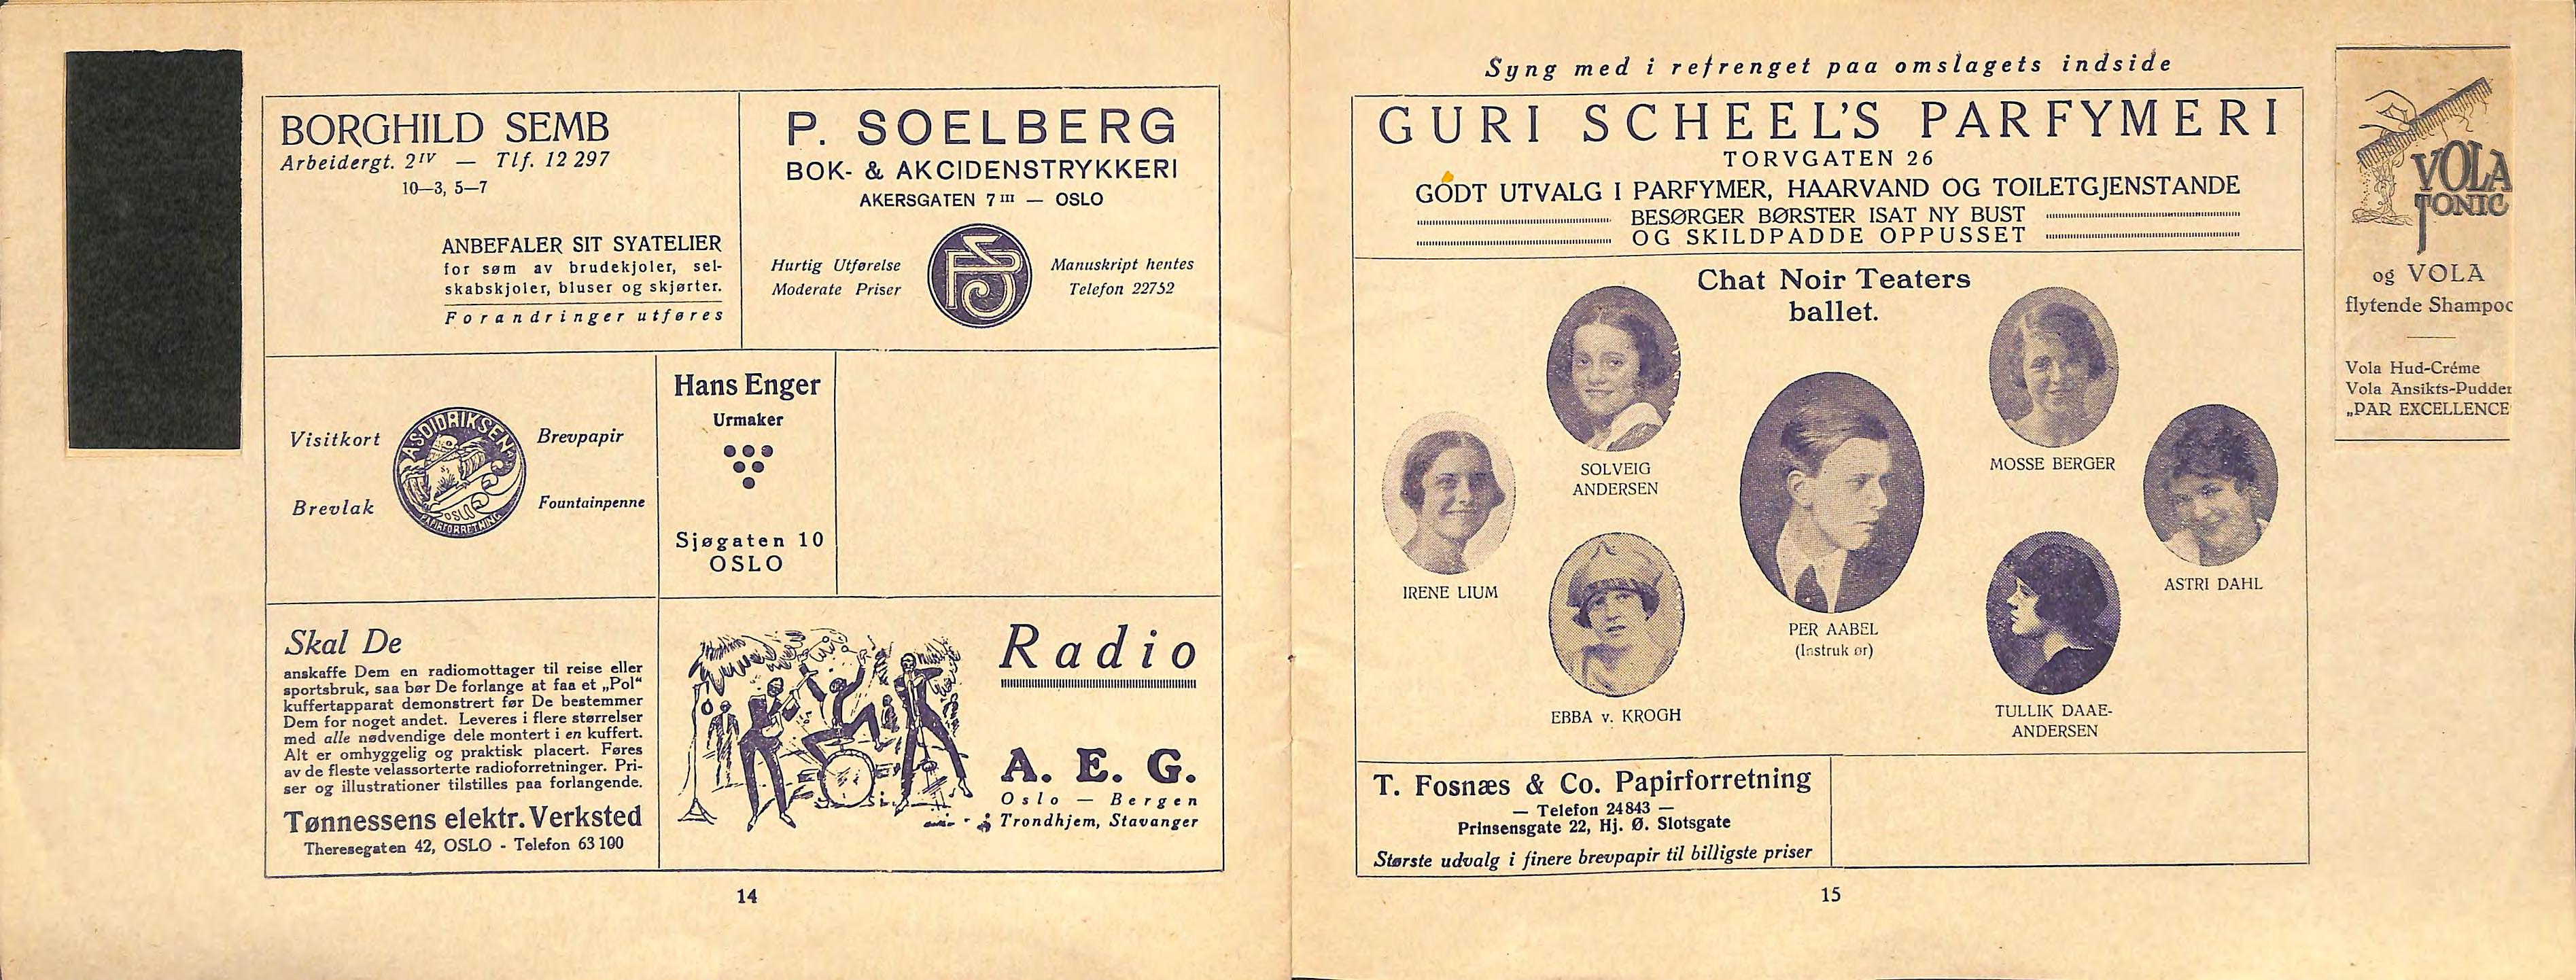 BORGHILD SEMB
Arbeidergt. 2IV — Tlf. 12 297
10—3, 5—7
ANBEFALER SIT SYATELIER
for søm av brudekjoler, sel-
skabskjoler, bluser og skjørter.
Forandringer utføres
P. SOELBERG
BOK- & AKCIDENSTRYKKERI
AKERSGATEN 7III — OSLO
Hurtig Utførelse
Moderate Priser
Manuskript hentes
Telefon 22752
Visitkort
Brevlak
A. SOIDRIKSEN
OSLO
PAPIRFORRETNING
Brevpapir
Fountainpenne
Hans Enger
Urmaker
Sjøgaten 10
OSLO
Skal De
anskaffe Dem en radiomottager til reise eller
sportsbruk, saa bør De forlange at faa et „Pol“
kuffertapparat demonstrert før De bestemmer
Dem for noget andet. Leveres i flere størrelser
med alle nødvendige dele montert i en kuffert.
Alt er omhyggelig og praktisk placert. Føres
av de fleste velassorterte radioforretninger. Pri-
ser og illustrationer tilstilles paa forlangende.
Tønnessens elektr. Verksted
Theresegaten 42, OSLO - Telefon 63 100
Radio
A. E. G.
Oslo — Bergen
Trondhjem, Stavanger
14
Syng med i refrenget paa omslagets indside
GURI SCHEEL'S PARFYMERI
TORVGATEN 26
GODT UTVALG I PARFYMER, HAARVAND OG TOILETGJENSTANDE
BESØRGER BØRSTER ISAT NY BUST
OG SKILDPADDE OPPUSSET
Chat Noir Teaters
ballet.
SOLVEIG
ANDERSEN
MOSSE BERGER
IRENE LIUM
ASTRI DAHL
PER AABEL
(Instruk ør)
EBBA v. KROGH
TULLIK DAAE-
ANDERSEN
T. Fosnæs & Co. Papirforretning
— Telefon 24 843 —
Prinsensgate 22, Hj. Ø. Slotsgate
Største udvalg i finere brevpapir til billigste priser
15
VOLA
TONIC
og VOLA
flytende Shampoo
Vola Hud-Créme
Vola Ansikts-Pudder
„PAR EXCELLENCE